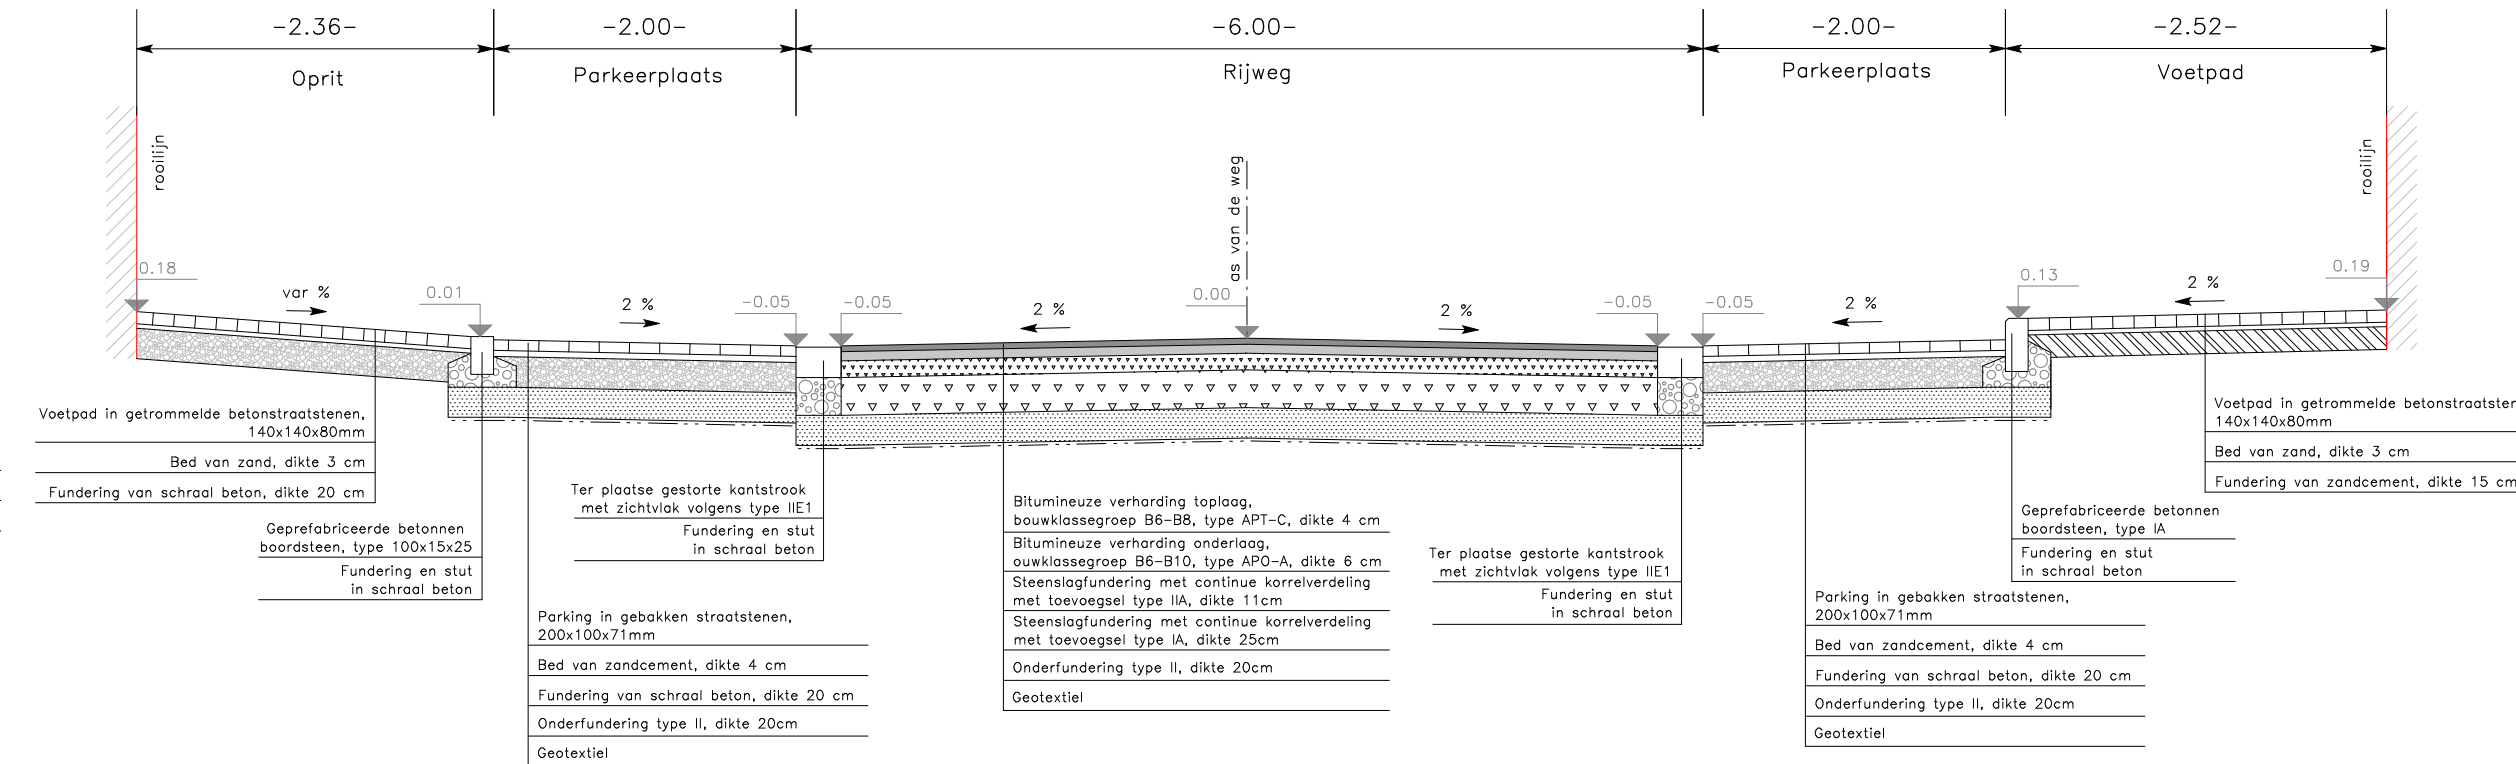 -2.36-
-2.00-
-6.00-
-2.00-
-2.52-
Oprit
Parkeerplaats
Rijweg
Parkeerplaats
Voetpad
rooilijn
as van de weg
rooilijn
0.18
var %
0.01
2 %
-0.05
-0.05
2 %
0.00
2 %
-0.05
-0.05
2 %
0.13
2 %
0.19
Voetpad in getrommelde betonstraatstenen,
140x140x80mm
Bed van zand, dikte 3 cm
Fundering van schraal beton, dikte 20 cm
Geprefabriceerde betonnen
boordsteen, type 100x15x25
Fundering en stut
in schraal beton
Parking in gebakken straatstenen,
200x100x71mm
Bed van zandcement, dikte 4 cm
Fundering van schraal beton, dikte 20 cm
Onderfundering type II, dikte 20cm
Geotextiel
Ter plaatse gestorte kantstrook
met zichtvlak volgens type IIE1
Fundering en stut
in schraal beton
Bitumineuze verharding toplaag,
bouwklassegroep B6-B8, type APT-C, dikte 4 cm
Bitumineuze verharding onderlaag,
ouwklassegroep B6-B10, type APO-A, dikte 6 cm
Steenslagfundering met continue korrelverdeling
met toevoegsel type IIA, dikte 11cm
Steenslagfundering met continue korrelverdeling
met toevoegsel type IA, dikte 25cm
Onderfundering type II, dikte 20cm
Geotextiel
Ter plaatse gestorte kantstrook
met zichtvlak volgens type IIE1
Fundering en stut
in schraal beton
Parking in gebakken straatstenen,
200x100x71mm
Bed van zandcement, dikte 4 cm
Fundering van schraal beton, dikte 20 cm
Onderfundering type II, dikte 20cm
Geotextiel
Geprefabriceerde betonnen
boordsteen, type IA
Fundering en stut
in schraal beton
Voetpad in getrommelde betonstraatsten
140x140x80mm
Bed van zand, dikte 3 cm
Fundering van zandcement, dikte 15 cm